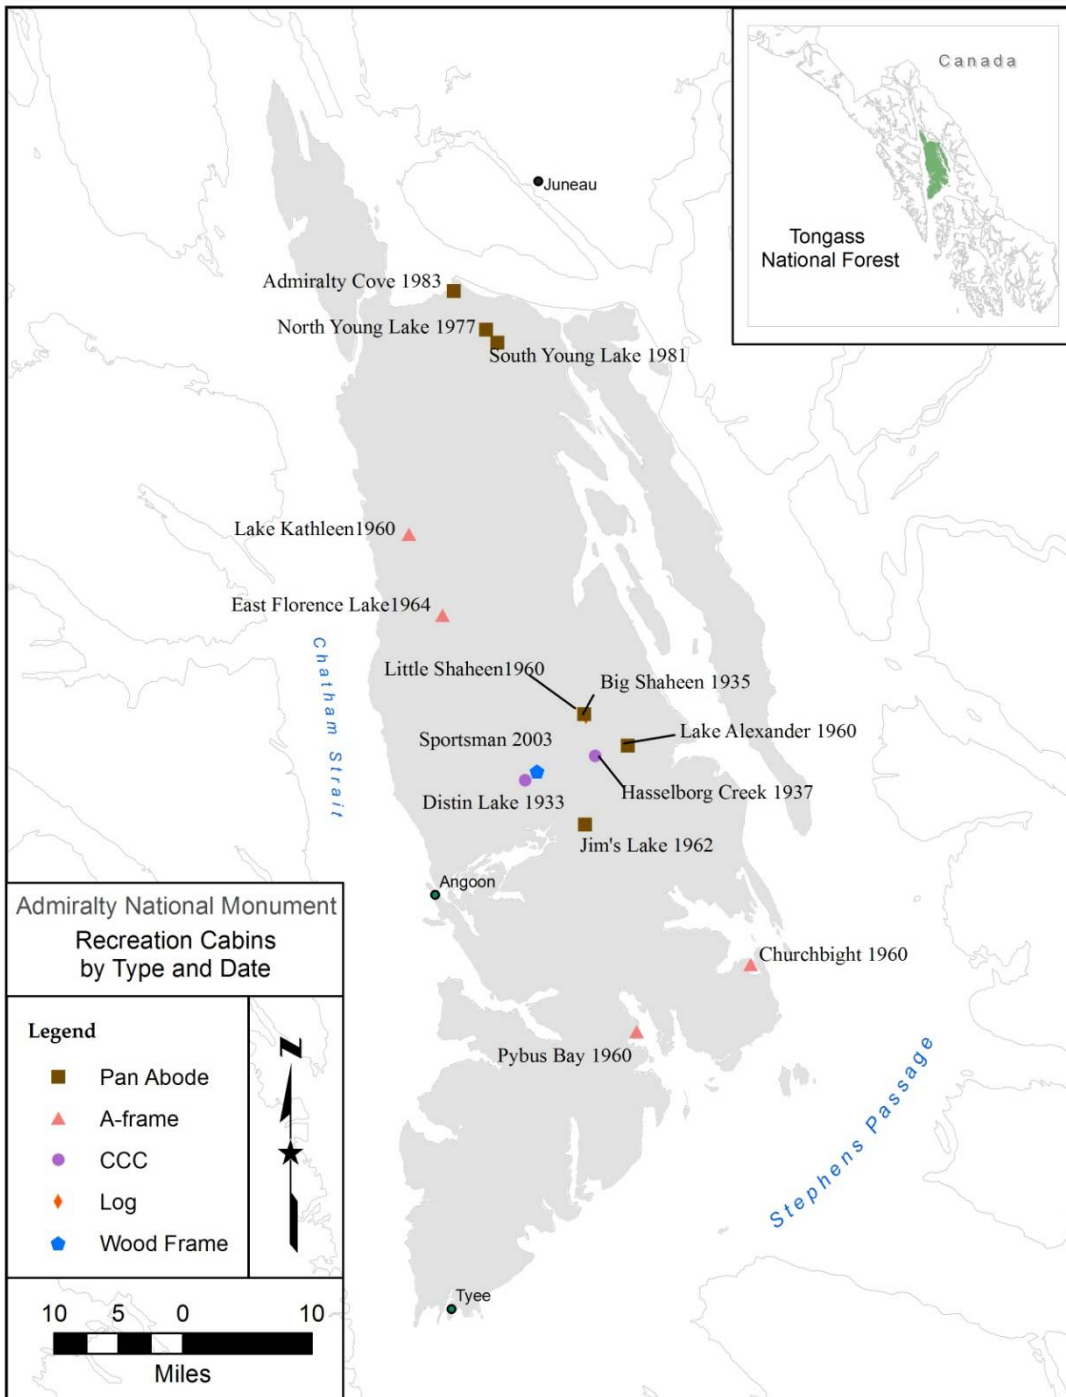 Canada
Tongass
National Forest
Juneau
Admiralty Cove 1983
North Young Lake 1977
South Young Lake 1981
Lake Kathleen1960
East Florence Lake1964
Chatham Strait
Little Shaheen1960
Big Shaheen 1935
Lake Alexander 1960
Sportsman 2003
Hasselborg Creek 1937
Distin Lake 1933
Jim's Lake 1962
Angoon
Churchbight 1960
Pybus Bay 1960
Stephens Passage
Tyee
Admiralty National Monument
Recreation Cabins
by Type and Date
Legend
Pan Abode
A-frame
CCC
Log
Wood Frame
N
10 5 0 10
Miles